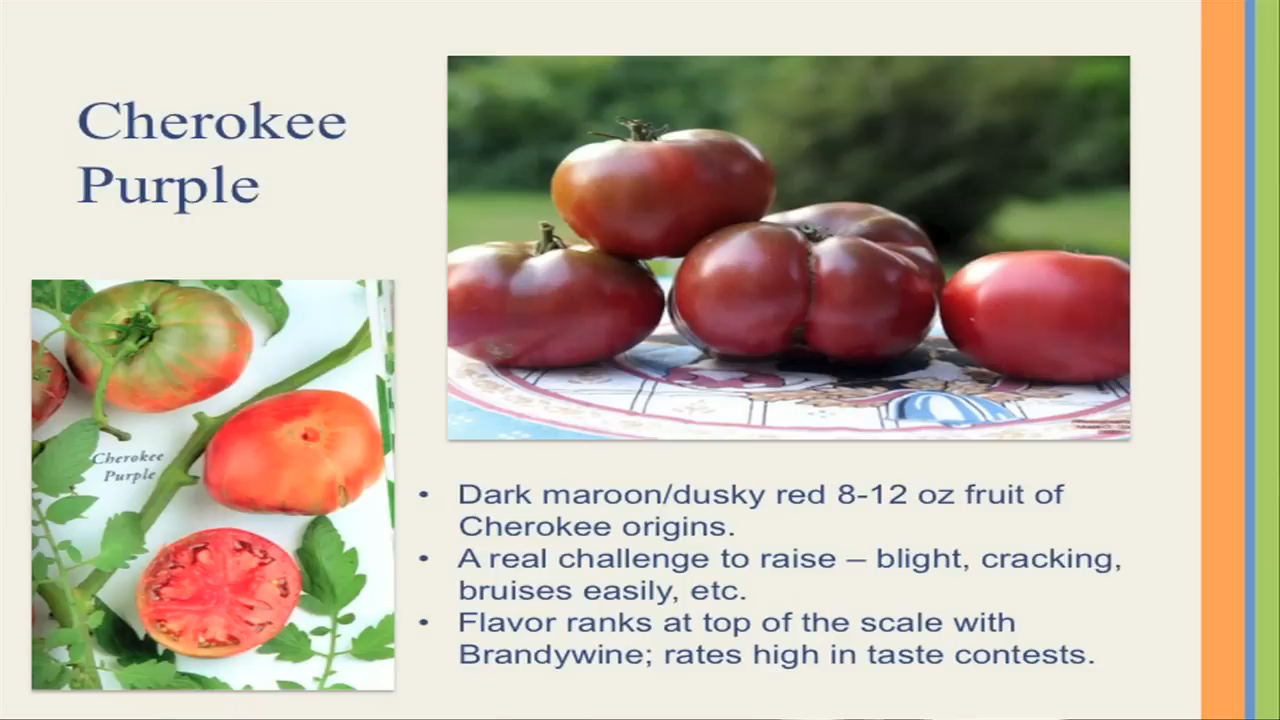 Cherokee
Purple
Cherokee
Purple
• Dark maroon/dusky red 8-12 oz fruit of
Cherokee origins.
• A real challenge to raise – blight, cracking,
bruises easily, etc.
• Flavor ranks at top of the scale with
Brandywine; rates high in taste contests.